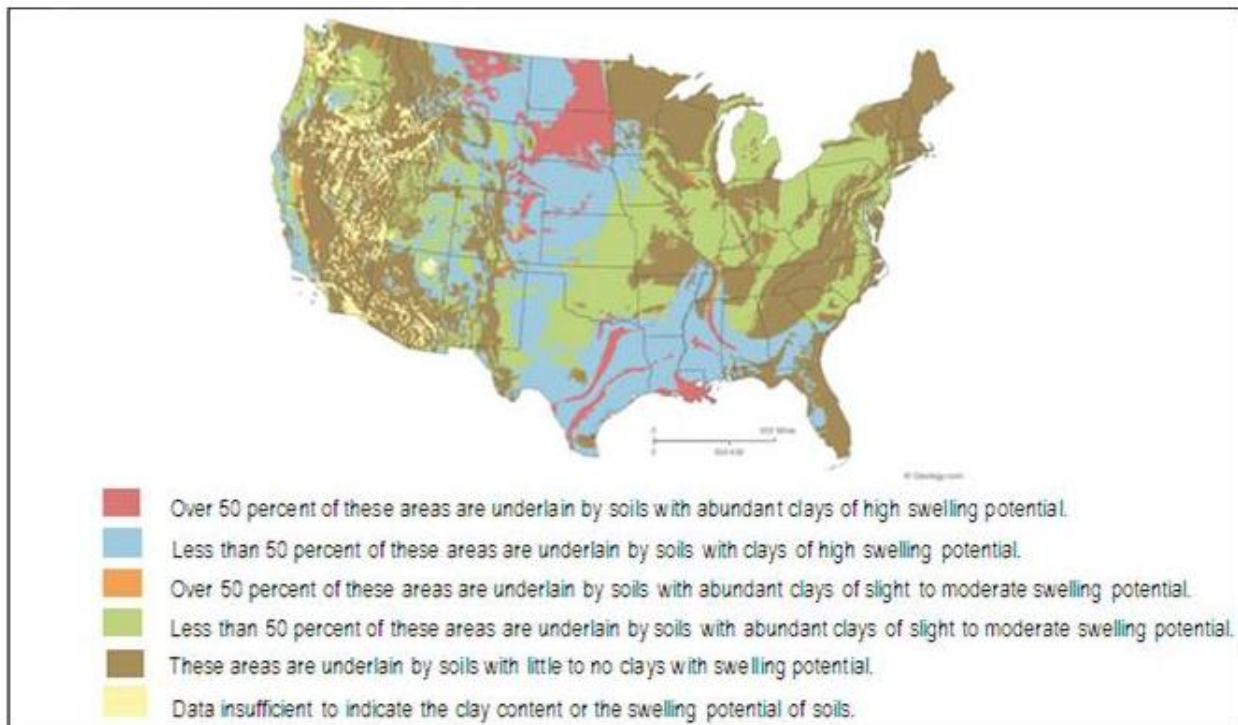 © Geology.com
Over 50 percent of these areas are underlain by soils with abundant clays of high swelling potential.
Less than 50 percent of these areas are underlain by soils with clays of high swelling potential.
Over 50 percent of these areas are underlain by soils with abundant clays of slight to moderate swelling potential.
Less than 50 percent of these areas are underlain by soils with abundant clays of slight to moderate swelling potential.
These areas are underlain by soils with little to no clays with swelling potential.
Data insufficient to indicate the clay content or the swelling potential of soils.